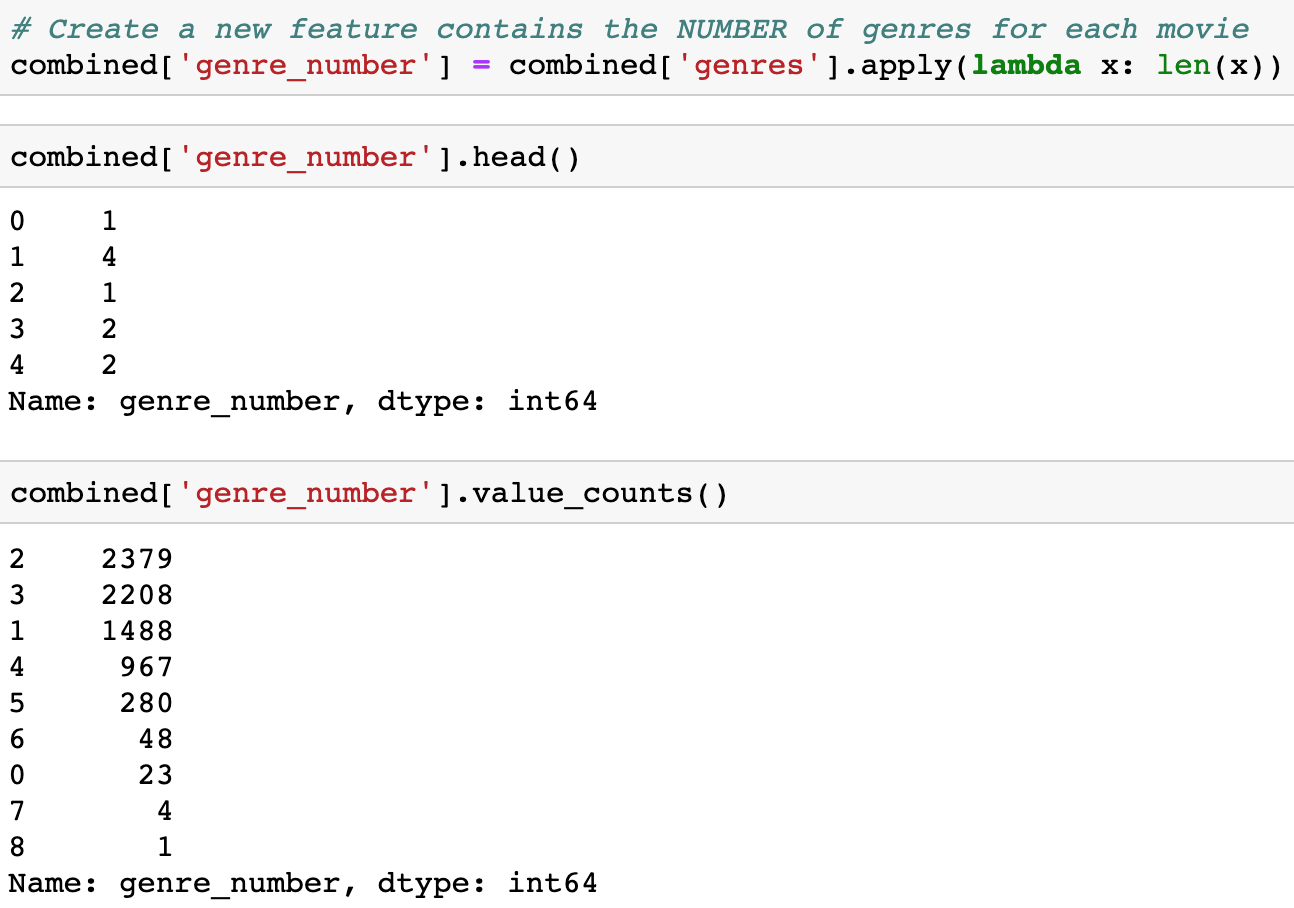 # Create a new feature contains the NUMBER of genres for each movie
combined['genre_number'] = combined['genres'].apply(lambda x: len(x))
combined['genre_number'].head()
0    1
1    4
2    1
3    2
4    2
Name: genre_number, dtype: int64
combined['genre_number'].value_counts()
2    2379
3    2208
1    1488
4     967
5     280
6      48
0      23
7       4
8       1
Name: genre_number, dtype: int64